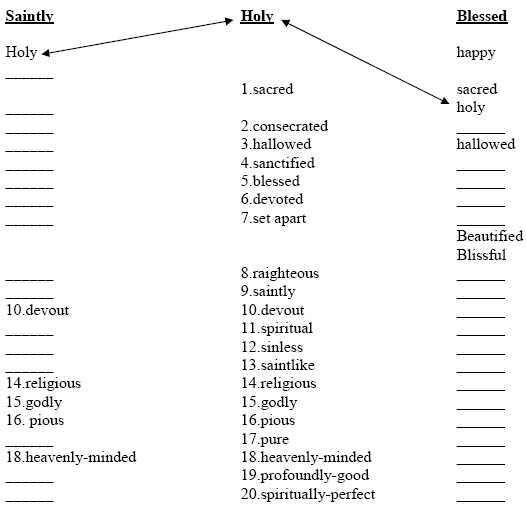 Saintly Holy Blessed
Holy happy
______
1.sacred sacred
______ holy
______ 2.consecrated ______
______ 3.hallowed hallowed
______ 4.sanctified ______
______ 5.blessed ______
______ 6.devoted ______
______ 7.set apart ______
Beautified
Blissful
______ 8.raighteous ______
______ 9.saintly ______
10.devout 10.devout ______
______ 11.spiritual ______
______ 12.sinless ______
______ 13.saintlike ______
14.religious 14.religious ______
15.godly 15.godly ______
16. pious 16.pious ______
______ 17.pure ______
18.heavenly-minded 18.heavenly-minded ______
______ 19.profoundly-good ______
______ 20.spiritually-perfect ______